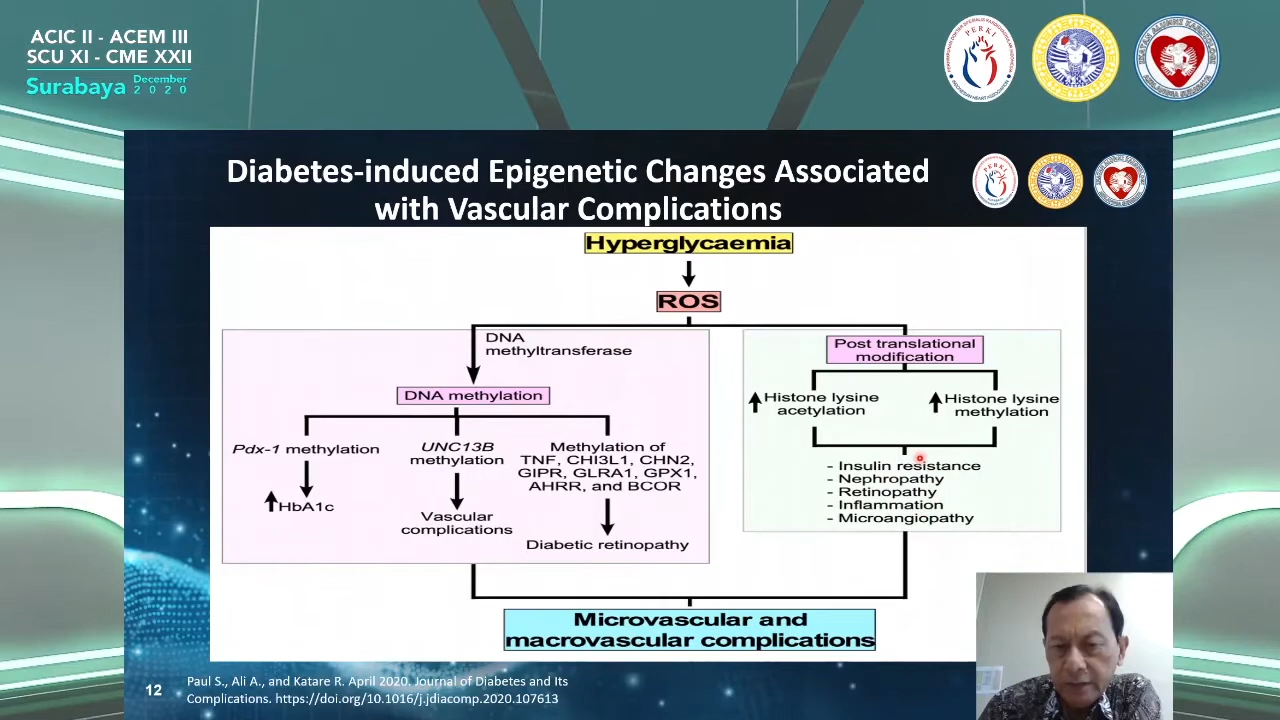 ACIC II - ACEM III
SCU XI - CME XXII
Surabaya December
2020
PERKI
Diabetes-induced Epigenetic Changes Associated
with Vascular Complications
Hyperglycaemia
ROS
DNA
methyltransferase
DNA methylation
Pdx-1 methylation
HbA1c
UNC13B
methylation
Vascular
complications
Methylation of
TNF, CHI3L1, CHN2,
GIPR, GLRA1, GPX1,
AHRR, and BCOR
Diabetic retinopathy
Post translational
modification
Histone lysine
acetylation
Histone lysine
methylation
- Insulin resistance
- Nephropathy
- Retinopathy
- Inflammation
- Microangiopathy
Microvascular and
macrovascular complications
12
Paul S., Ali A., and Katare R. April 2020. Journal of Diabetes and Its
Complications. https://doi.org/10.1016/j.jdiacomp.2020.107613